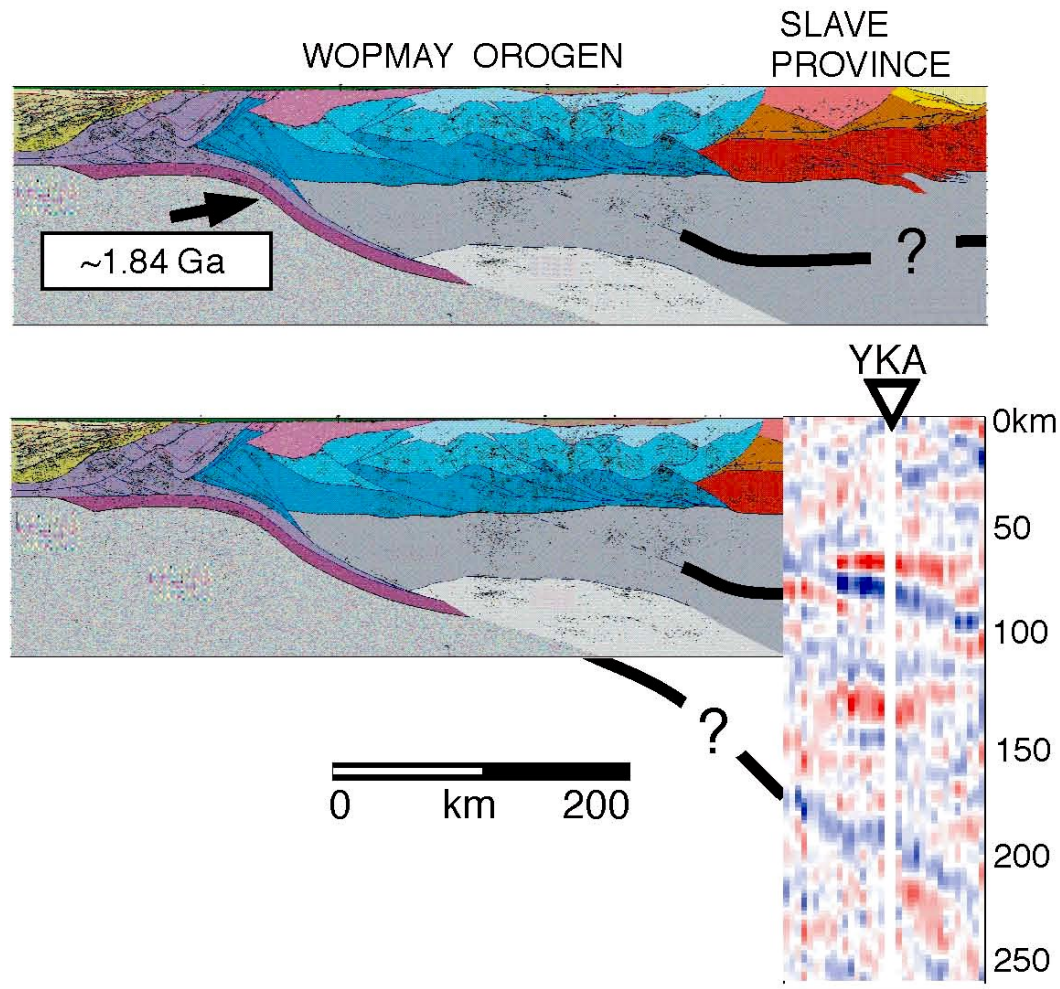 WOPMAY OROGEN
SLAVE
PROVINCE
~1.84 Ga
?
YKA
0km
50
100
150
200
250
?
0 km 200